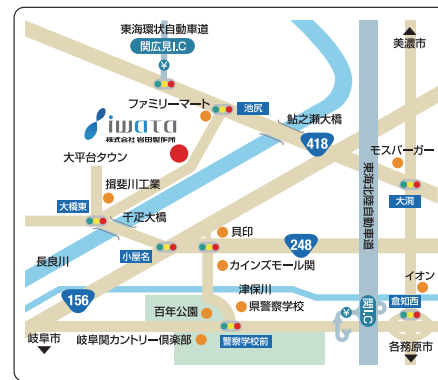 東海環状自動車道
関広見I.C
美濃市
ファミリーマート
池尻
鮎之瀬大橋
iwata
株式会社 岩田製作所
418
モスバーガー
大平台タウン
揖斐川工業
大洞
東海北陸自動車道
大橋東
千疋大橋
貝印
248
小屋名
カインズモール関
長良川
イオン
津保川
156
倉知西
百年公園
県警察学校
関I.C
岐阜市
岐阜関カントリー倶楽部
警察学校前
各務原市